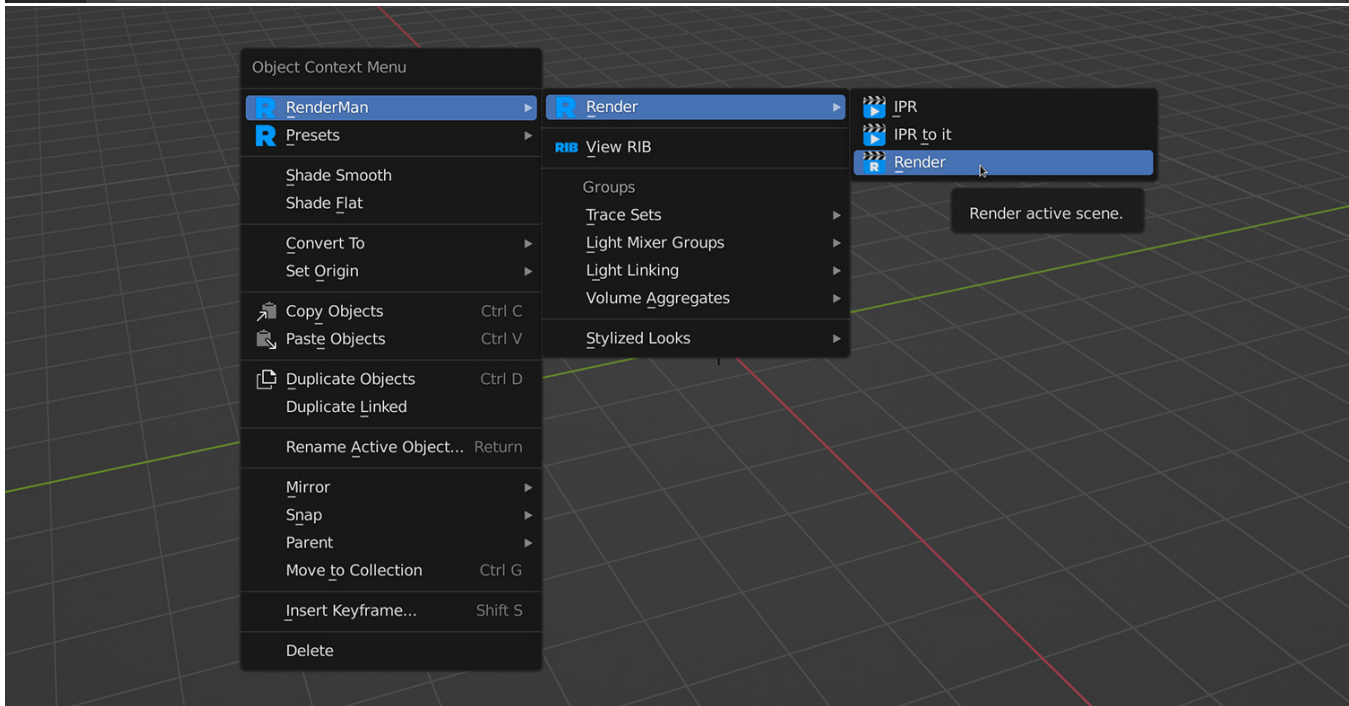 Object Context Menu
RenderMan
Presets
Shade Smooth
Shade Flat
Convert To
Set Origin
Copy Objects Ctrl C
Paste Objects Ctrl V
Duplicate Objects Ctrl D
Duplicate Linked
Rename Active Object... Return
Mirror
Snap
Parent
Move to Collection Ctrl G
Insert Keyframe... Shift S
Delete
Render
RIB View RIB
Groups
Trace Sets
Light Mixer Groups
Light Linking
Volume Aggregates
Stylized Looks
IPR
IPR to it
Render
Render active scene.